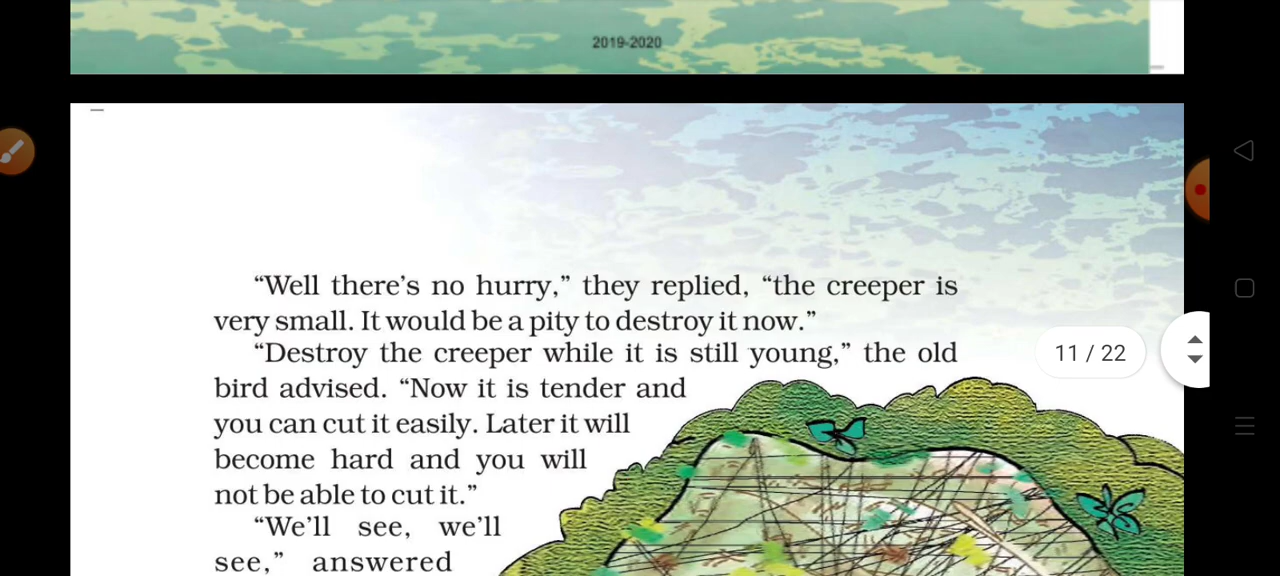 2019-2020
“Well there’s no hurry,” they replied, “the creeper is
very small. It would be a pity to destroy it now.”
“Destroy the creeper while it is still young,” the old
bird advised. “Now it is tender and
you can cut it easily. Later it will
become hard and you will
not be able to cut it.”
“We’ll see, we’ll
see,” answered
11 / 22